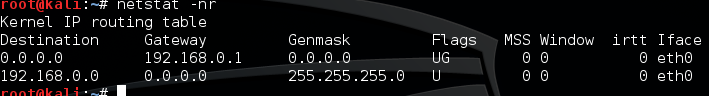 root@kali:~# netstat -nr
Kernel IP routing table
Destination     Gateway         Genmask         Flags   MSS Window  irtt Iface
0.0.0.0         192.168.0.1     0.0.0.0         UG        0 0          0 eth0
192.168.0.0     0.0.0.0         255.255.255.0   U         0 0          0 eth0
root@kali:~#